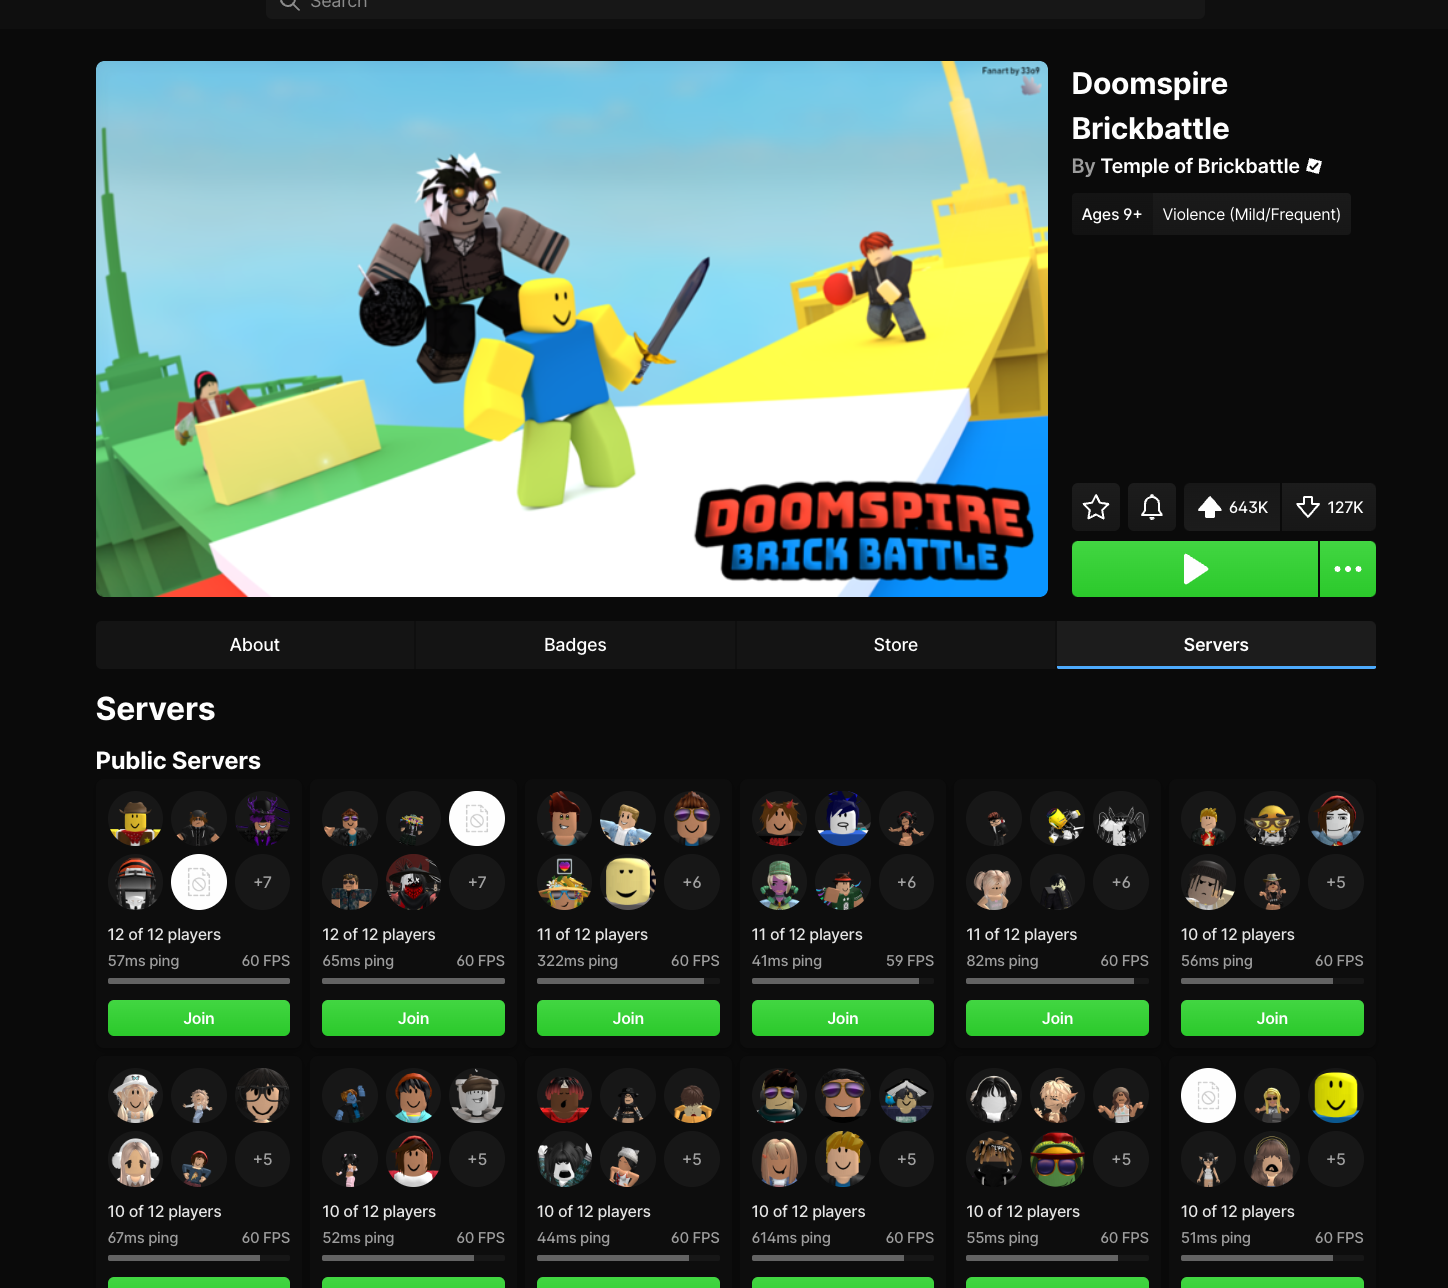 Search
Fanart by 33o9
DOOMSPIRE
BRICK BATTLE
Doomspire
Brickbattle
By Temple of Brickbattle
Ages 9+ Violence (Mild/Frequent)
643K 127K
About Badges Store Servers
Servers
Public Servers
+7 +7 +6 +6 +6 +5
12 of 12 players 12 of 12 players 11 of 12 players 11 of 12 players 11 of 12 players 10 of 12 players
57ms ping 60 FPS 65ms ping 60 FPS 322ms ping 60 FPS 41ms ping 59 FPS 82ms ping 60 FPS 56ms ping 60 FPS
Join Join Join Join Join Join
+5 +5 +5 +5 +5 +5
10 of 12 players 10 of 12 players 10 of 12 players 10 of 12 players 10 of 12 players 10 of 12 players
67ms ping 60 FPS 52ms ping 60 FPS 44ms ping 60 FPS 614ms ping 60 FPS 55ms ping 60 FPS 51ms ping 60 FPS